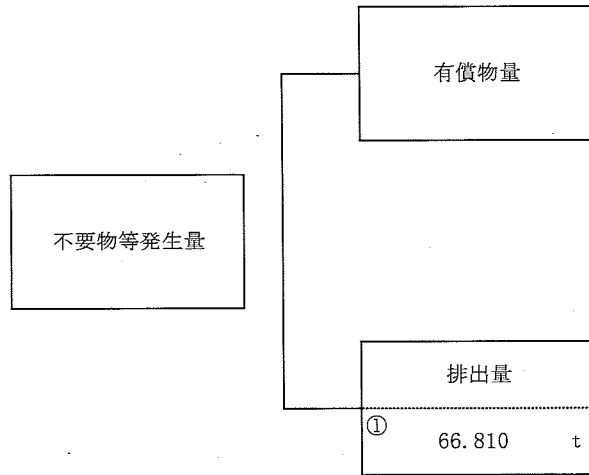 有償物量
不要物等発生量
排出量
①
66.810 t